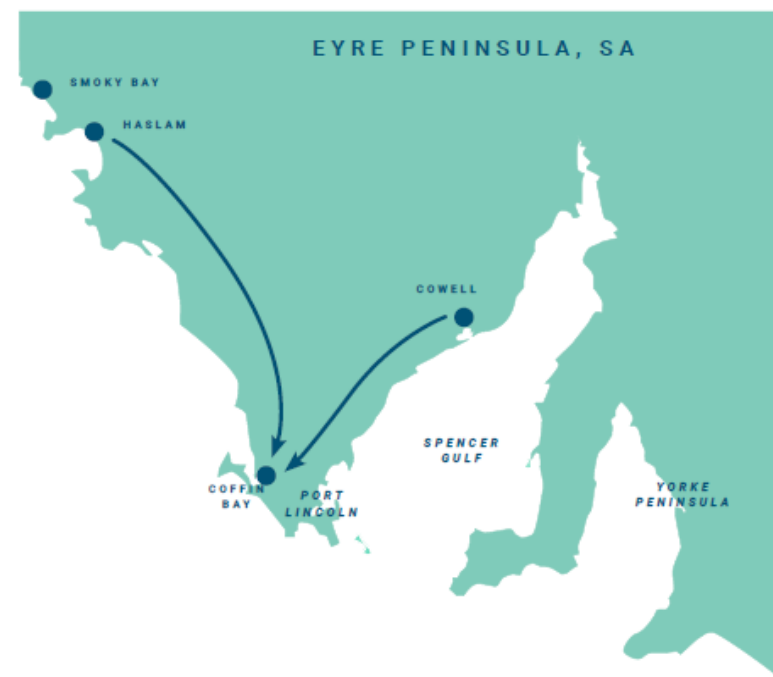 EYRE PENINSULA, SA
SMOKY BAY
HASLAM
COWELL
SPENCER
GULF
COFFIN
BAY
PORT
LINCOLN
YORKE
PENINSULA